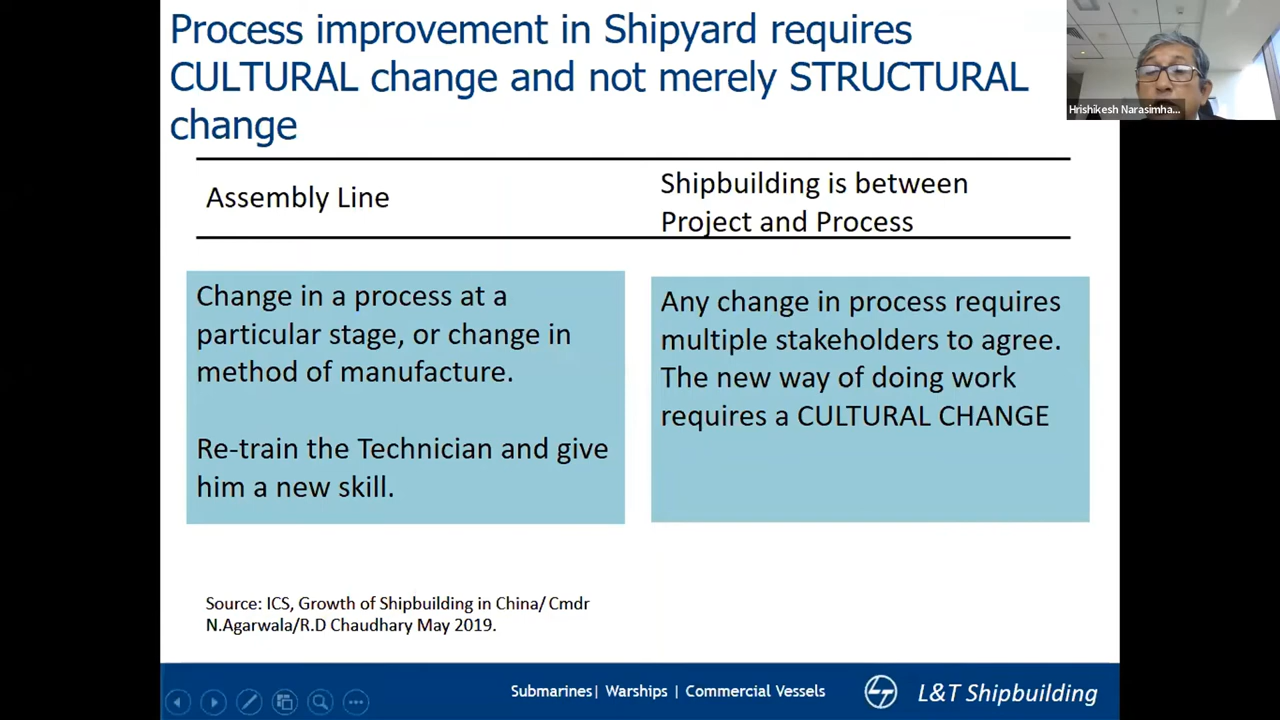 Process improvement in Shipyard requires
CULTURAL change and not merely STRUCTURAL
change
Hrishikesh Narasimha...
Assembly Line
Shipbuilding is between
Project and Process
Change in a process at a
particular stage, or change in
method of manufacture.
Re-train the Technician and give
him a new skill.
Any change in process requires
multiple stakeholders to agree.
The new way of doing work
requires a CULTURAL CHANGE
Source: ICS, Growth of Shipbuilding in China/ Cmdr
N.Agarwala/R.D Chaudhary May 2019.
Submarines| Warships | Commercial Vessels
L&T Shipbuilding